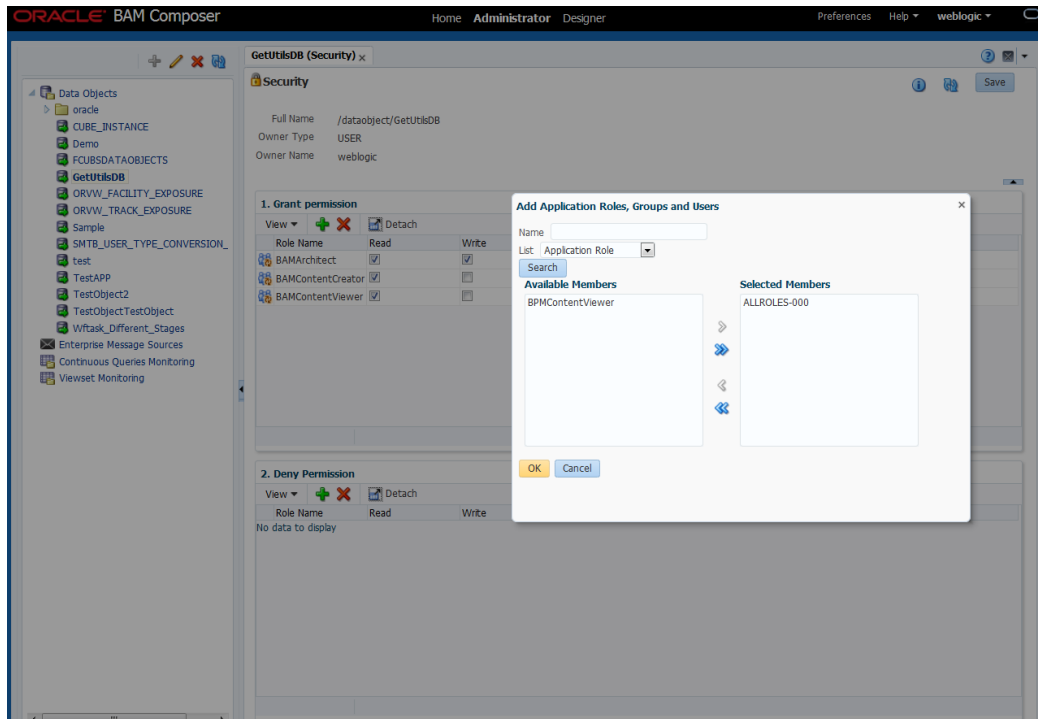 ORACLE BAM Composer
Home Administrator Designer
Preferences Help weblogic
GetUtilsDB (Security)
Data Objects
oracle
CUBE_INSTANCE
Demo
FCUBSDATAOBJECTS
GetUtilsDB
ORVW_FACILITY_EXPOSURE
ORVW_TRACK_EXPOSURE
Sample
SMTB_USER_TYPE_CONVERSION_
test
TestAPP
TestObject2
TestObjectTestObject
Wftask_Different_Stages
Enterprise Message Sources
Continuous Queries Monitoring
Viewset Monitoring
Security
Save
Full Name /dataobject/GetUtilsDB
Owner Type USER
Owner Name weblogic
1. Grant permission
View Detach
Role Name Read Write
BAMArchitect
BAMContentCreator
BAMContentViewer
2. Deny Permission
View Detach
Role Name Read Write
No data to display
Add Application Roles, Groups and Users
Name
List Application Role
Search
Available Members Selected Members
BPMContentViewer ALLROLES-000
OK Cancel